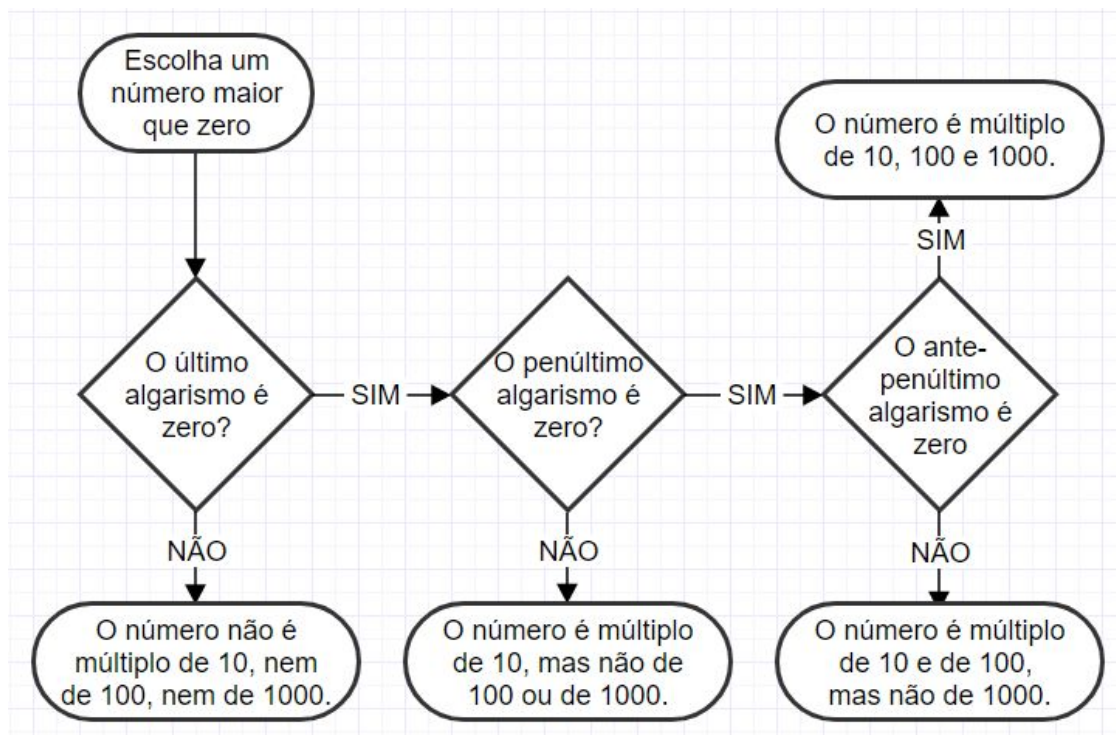 Escolha um
número maior
que zero
O último
algarismo é
zero?
SIM
NÃO
O número não é
múltiplo de 10, nem
de 100, nem de 1000.
O penúltimo
algarismo é
zero?
SIM
NÃO
O número é múltiplo
de 10, mas não de
100 ou de 1000.
O ante-
penúltimo
algarismo é
zero
SIM
O número é múltiplo
de 10, 100 e 1000.
NÃO
O número é múltiplo
de 10 e de 100,
mas não de 1000.